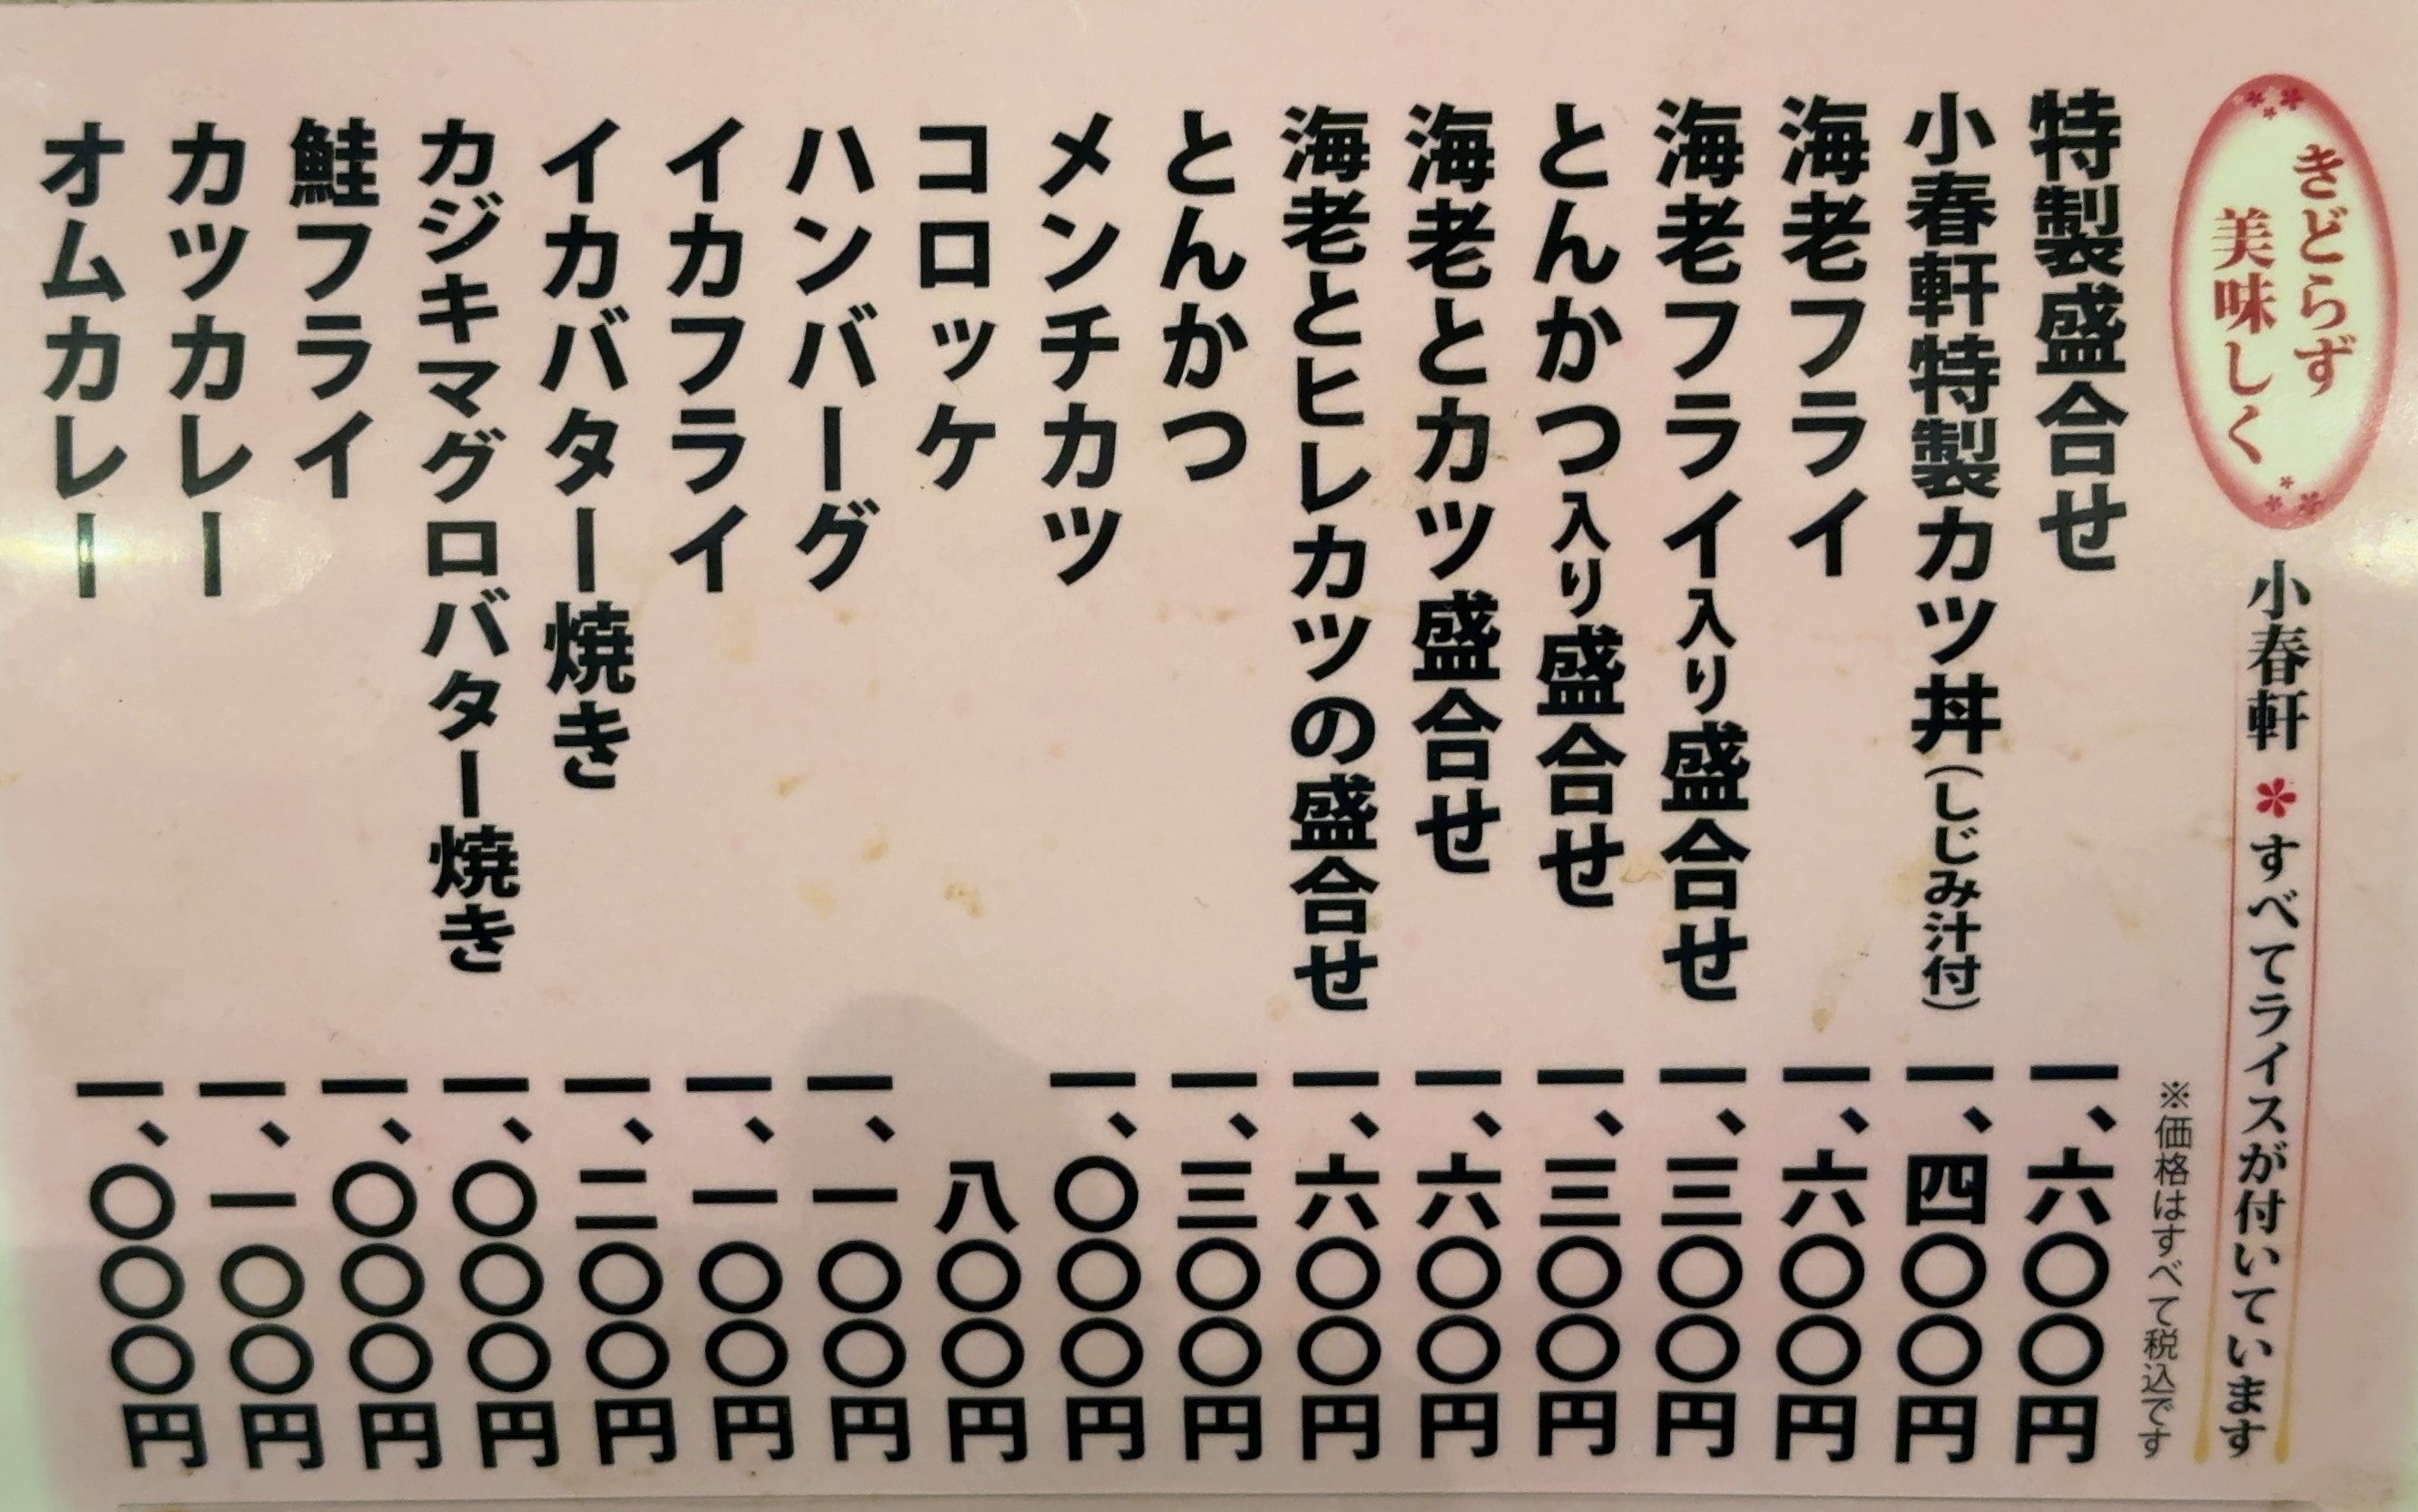 きどらず
美味しく
小春軒 ✽ すべてライスが付いています
※価格はすべて税込です
特製盛合せ 一、六〇〇円
小春軒特製カツ丼(しじみ汁付) 一、四〇〇円
海老フライ 一、六〇〇円
海老フライ入り盛合せ 一、三〇〇円
とんかつ入り盛合せ 一、三〇〇円
海老とカツ盛合せ 一、六〇〇円
海老とヒレカツの盛合せ 一、六〇〇円
とんかつ 一、三〇〇円
メンチカツ 一、〇〇〇円
コロッケ 八〇〇円
ハンバーグ 一、一〇〇円
イカフライ 一、一〇〇円
イカバター焼き 一、二〇〇円
カジキマグロバター焼き 一、〇〇〇円
鮭フライ 一、〇〇〇円
カツカレー 一、一〇〇円
オムカレー 一、〇〇〇円